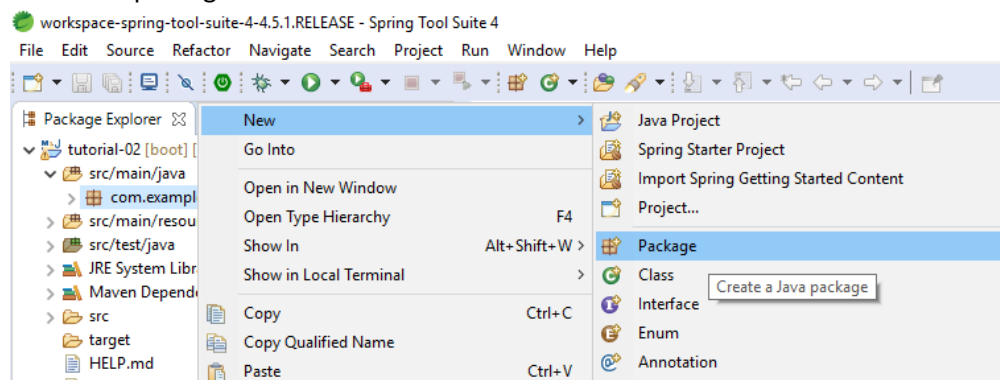 workspace-spring-tool-suite-4-4.5.1.RELEASE - Spring Tool Suite 4
File Edit Source Refactor Navigate Search Project Run Window Help
Package Explorer
tutorial-02 [boot] [
src/main/java
com.exampl
src/main/resou
src/test/java
JRE System Libr
Maven Depend
src
target
HELP.md
New
Go Into
Open in New Window
Open Type Hierarchy F4
Show In Alt+Shift+W >
Show in Local Terminal
Copy Ctrl+C
Copy Qualified Name
Paste Ctrl+V
Java Project
Spring Starter Project
Import Spring Getting Started Content
Project...
Package
Class
Create a Java package
Interface
Enum
Annotation